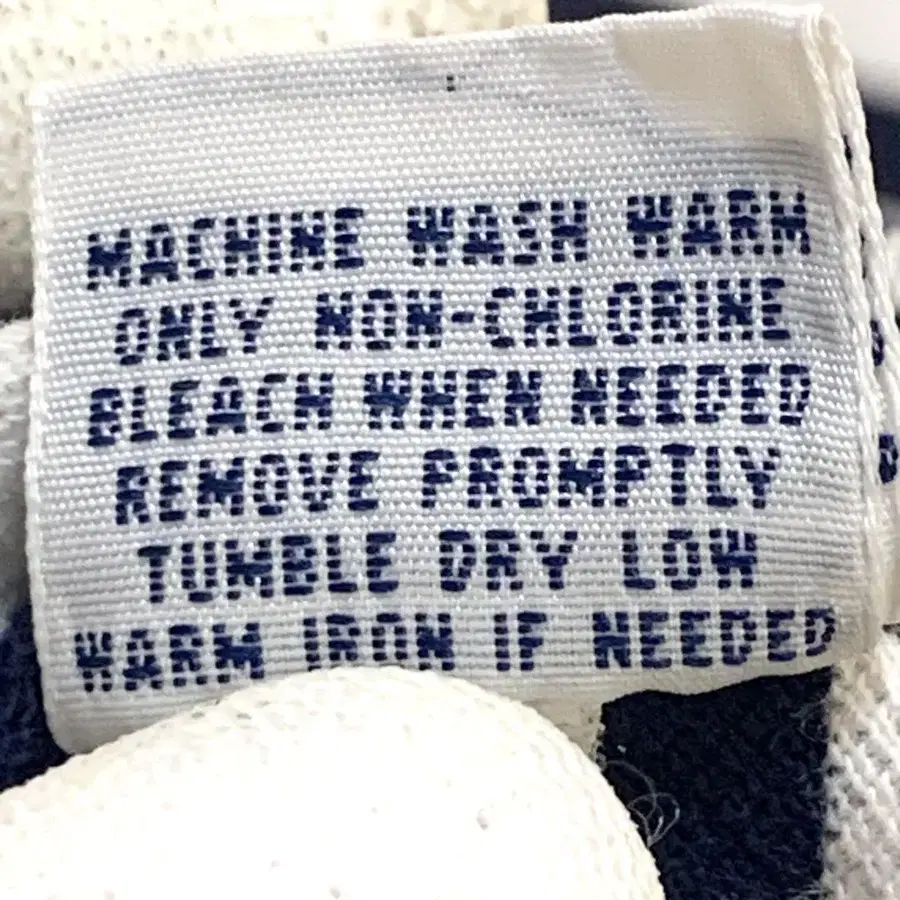 MACHINE WASH WARM
ONLY NON-CHLORINE
BLEACH WHEN NEEDED
REMOVE PROMPTLY
TUMBLE DRY LOW
WARM IRON IF NEEDED